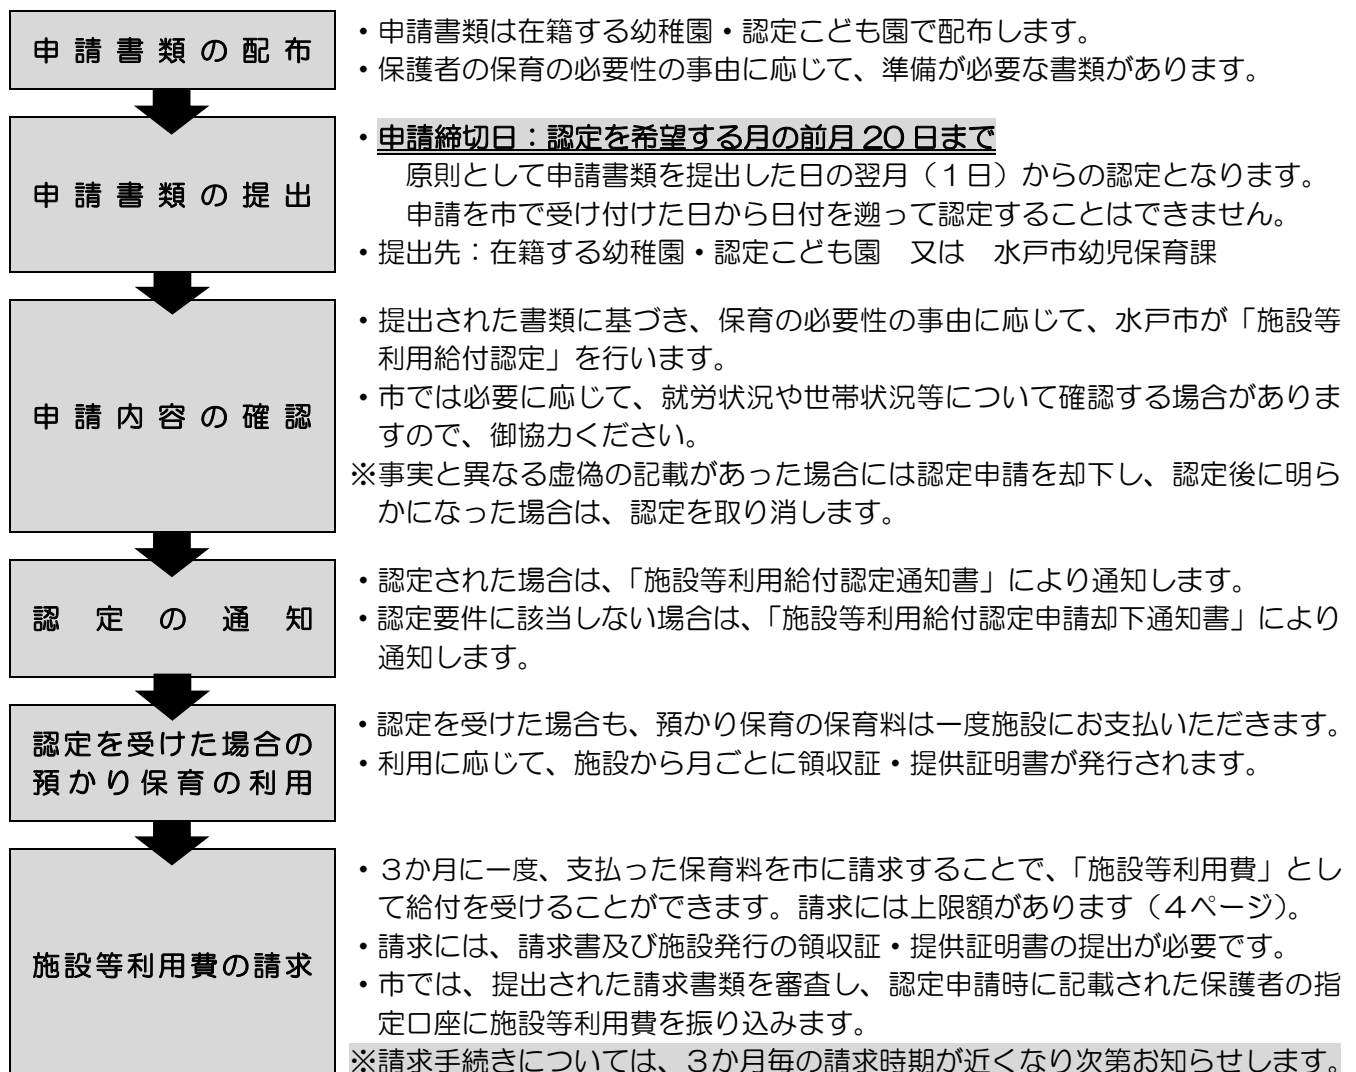 申請書類の配布
・申請書類は在籍する幼稚園・認定こども園で配布します。
・保護者の保育の必要性の事由に応じて、準備が必要な書類があります。
申請書類の提出
・申請締切日：認定を希望する月の前月20日まで
原則として申請書類を提出した日の翌月（１日）からの認定となります。
申請を市で受け付けた日から日付を遡って認定することはできません。
・提出先：在籍する幼稚園・認定こども園　又は　水戸市幼児保育課
申請内容の確認
・提出された書類に基づき、保育の必要性の事由に応じて、水戸市が「施設等
利用給付認定」を行います。
・市では必要に応じて、就労状況や世帯状況等について確認する場合がありま
すので、御協力ください。
※事実と異なる虚偽の記載があった場合には認定申請を却下し、認定後に明ら
かになった場合は、認定を取り消します。
認定の通知
・認定された場合は、「施設等利用給付認定通知書」により通知します。
・認定要件に該当しない場合は、「施設等利用給付認定申請却下通知書」により
通知します。
認定を受けた場合の
預かり保育の利用
・認定を受けた場合も、預かり保育の保育料は一度施設にお支払いただきます。
・利用に応じて、施設から月ごとに領収証・提供証明書が発行されます。
施設等利用費の請求
・３か月に一度、支払った保育料を市に請求することで、「施設等利用費」とし
て給付を受けることができます。請求には上限額があります（４ページ）。
・請求には、請求書及び施設発行の領収証・提供証明書の提出が必要です。
・市では、提出された請求書類を審査し、認定申請時に記載された保護者の指
定口座に施設等利用費を振り込みます。
※請求手続きについては、３か月毎の請求時期が近くなり次第お知らせします。